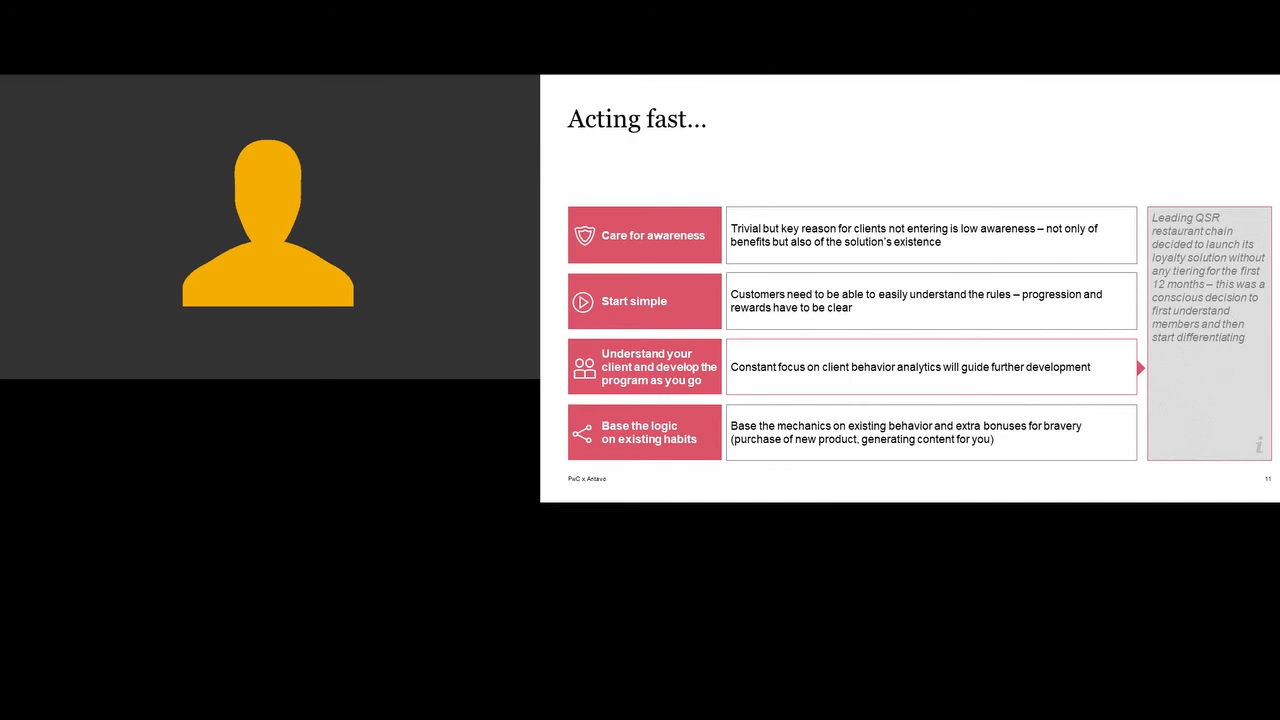 Acting fast...
Care for awareness
Trivial but key reason for clients not entering is low awareness – not only of
benefits but also of the solution's existence
Start simple
Customers need to be able to easily understand the rules – progression and
rewards have to be clear
Understand your
client and develop the
program as you go
Constant focus on client behavior analytics will guide further development
Base the logic
on existing habits
Base the mechanics on existing behavior and extra bonuses for bravery
(purchase of new product, generating content for you)
Leading QSR
restaurant chain
decided to launch its
loyalty solution without
any tiering for the first
12 months – this was a
conscious decision to
first understand
members and then
start differentiating
PwC x Antavo
11